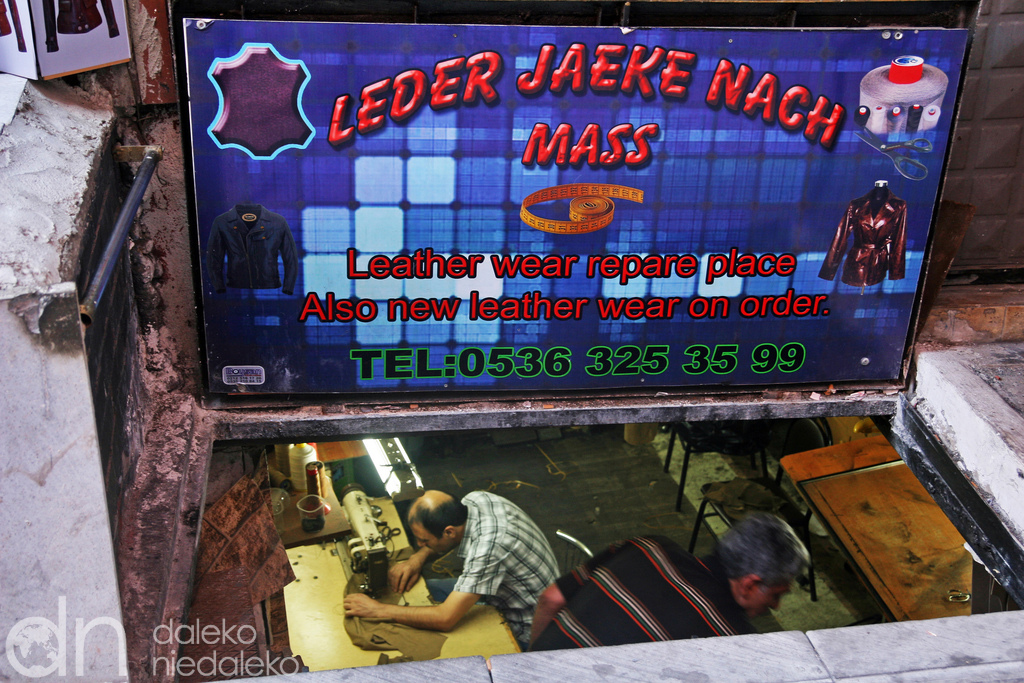 LEDER JAEKE NACH
MASS
Leather wear repare place
Also new leather wear on order.
TEL:0536 325 35 99
dn daleko
niedaleko